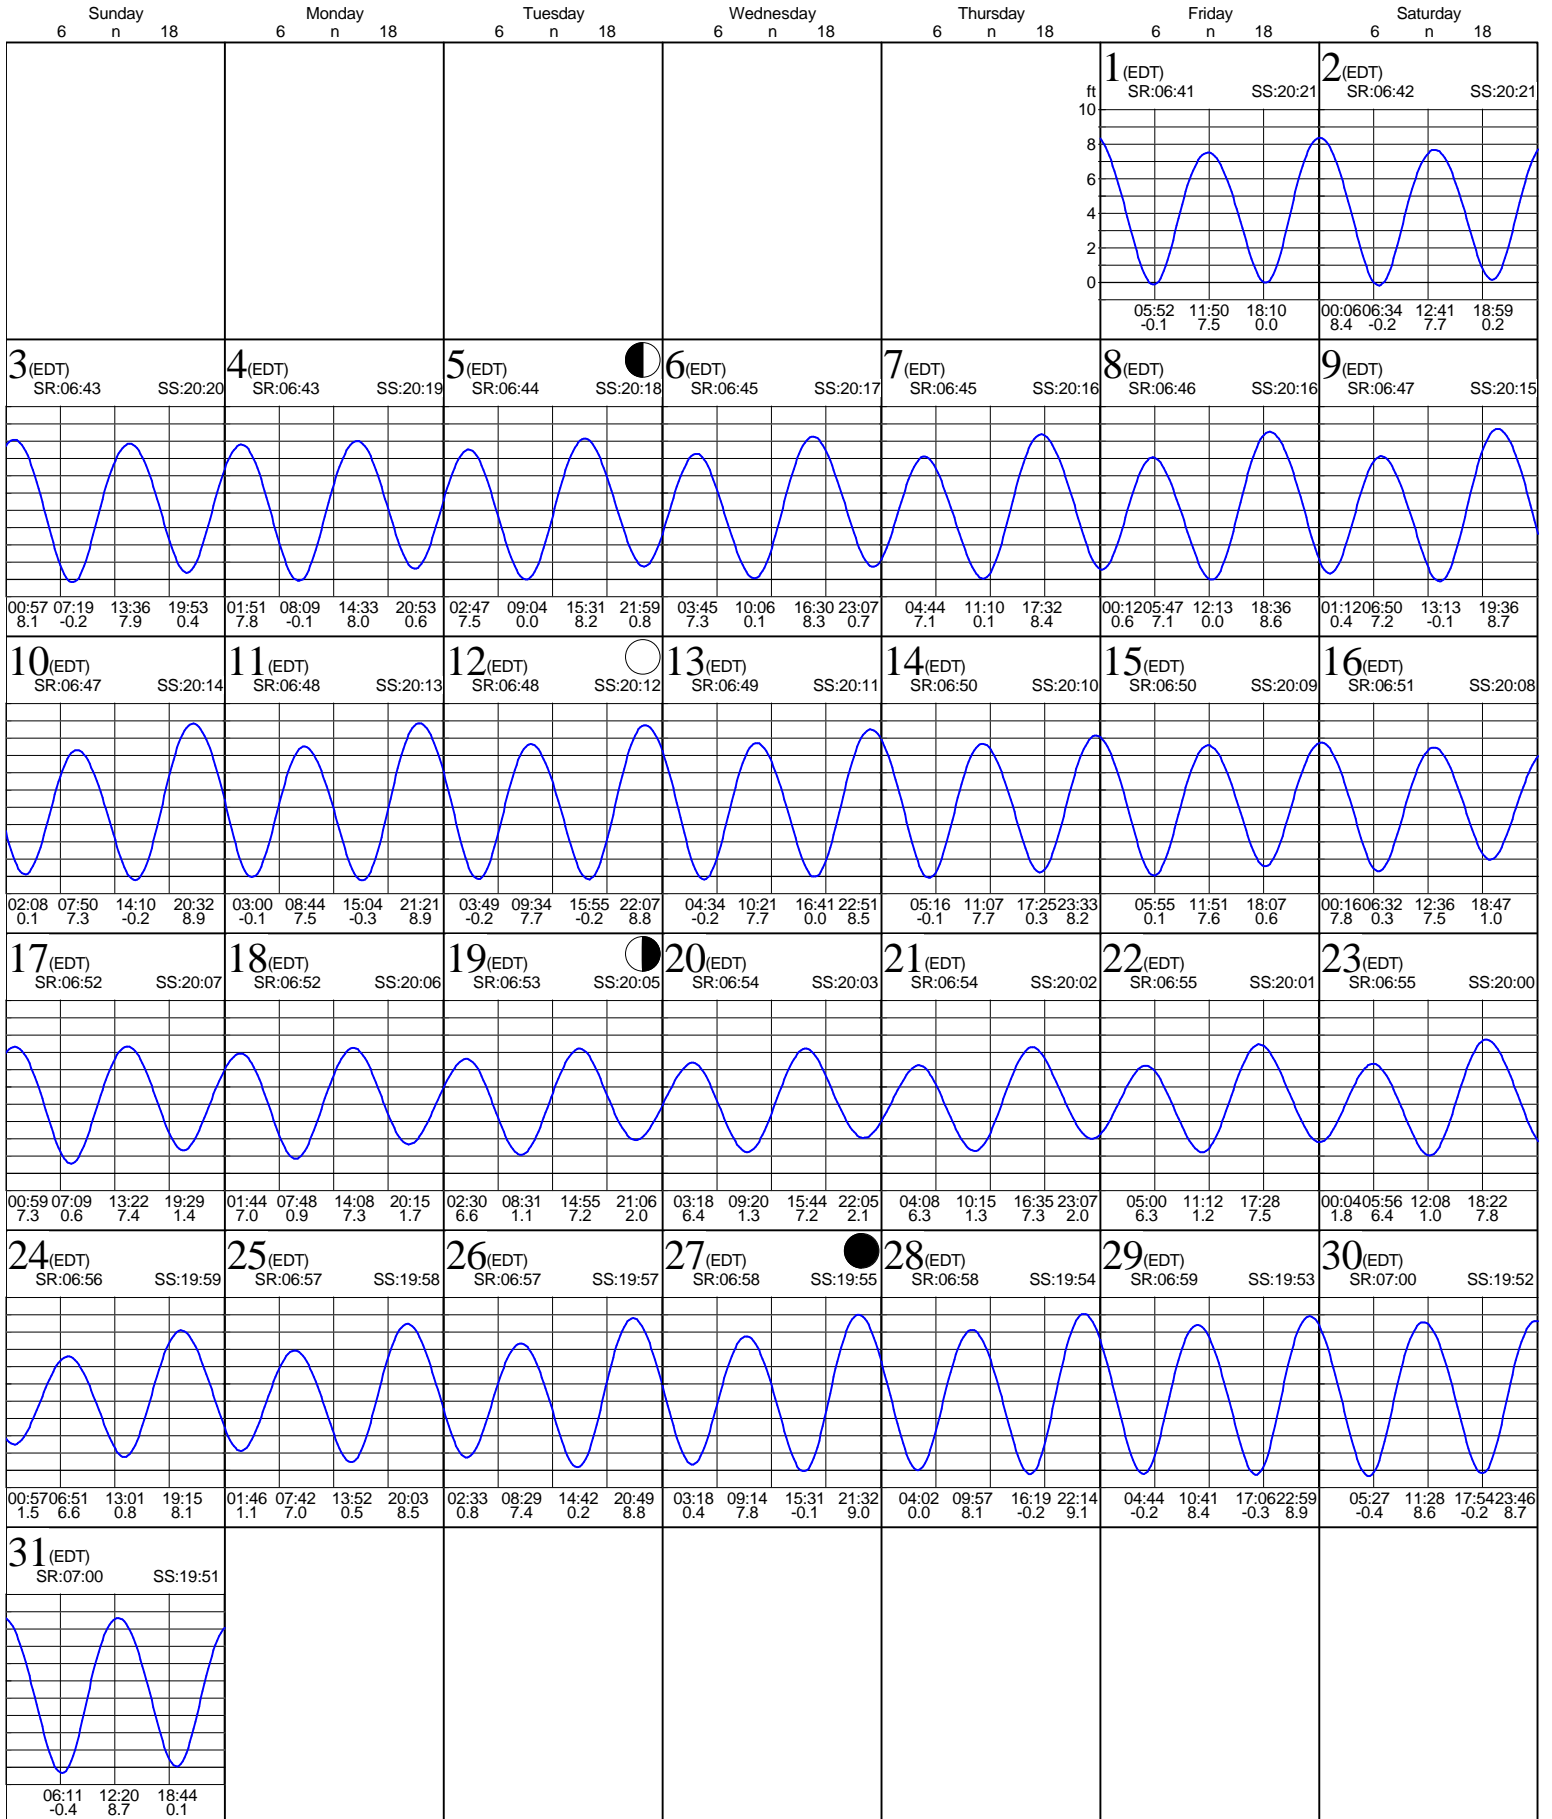 Sunday Monday Tuesday Wednesday Thursday Friday Saturday
6 n 18 6 n 18 6 n 18 6 n 18 6 n 18 6 n 18 6 n 18
1(EDT) 2(EDT)
ft SR:06:41 SS:20:21 SR:06:42 SS:20:21
10
8
6
4
2
0
05:52 11:50 18:10 00:06 06:34 12:41 18:59
-0.1 7.5 0.0 8.4 -0.2 7.7 0.2
3(EDT) 4(EDT) 5(EDT) 6(EDT) 7(EDT) 8(EDT) 9(EDT)
SR:06:43 SS:20:20 SR:06:43 SS:20:19 SR:06:44 SS:20:18 SR:06:45 SS:20:17 SR:06:45 SS:20:16 SR:06:46 SS:20:16 SR:06:47 SS:20:15
00:57 07:19 13:36 19:53 01:51 08:09 14:33 20:53 02:47 09:04 15:31 21:59 03:45 10:06 16:30 23:07 04:44 11:10 17:32 00:12 05:47 12:13 18:36 01:12 06:50 13:13 19:36
8.1 -0.2 7.9 0.4 7.8 -0.1 8.0 0.6 7.5 0.0 8.2 0.8 7.3 0.1 8.3 0.7 7.1 0.1 8.4 0.6 7.1 0.0 8.6 0.4 7.2 -0.1 8.7
10(EDT) 11(EDT) 12(EDT) 13(EDT) 14(EDT) 15(EDT) 16(EDT)
SR:06:47 SS:20:14 SR:06:48 SS:20:13 SR:06:48 SS:20:12 SR:06:49 SS:20:11 SR:06:50 SS:20:10 SR:06:50 SS:20:09 SR:06:51 SS:20:08
02:08 07:50 14:10 20:32 03:00 08:44 15:04 21:21 03:49 09:34 15:55 22:07 04:34 10:21 16:41 22:51 05:16 11:07 17:25 23:33 05:55 11:51 18:07 00:16 06:32 12:36 18:47
0.1 7.3 -0.2 8.9 -0.1 7.5 -0.3 8.9 -0.2 7.7 -0.2 8.8 -0.2 7.7 0.0 8.5 -0.1 7.7 0.3 8.2 0.1 7.6 0.6 7.8 0.3 7.5 1.0
17(EDT) 18(EDT) 19(EDT) 20(EDT) 21(EDT) 22(EDT) 23(EDT)
SR:06:52 SS:20:07 SR:06:52 SS:20:06 SR:06:53 SS:20:05 SR:06:54 SS:20:03 SR:06:54 SS:20:02 SR:06:55 SS:20:01 SR:06:55 SS:20:00
00:59 07:09 13:22 19:29 01:44 07:48 14:08 20:15 02:30 08:31 14:55 21:06 03:18 09:20 15:44 22:05 04:08 10:15 16:35 23:07 05:00 11:12 17:28 00:04 05:56 12:08 18:22
7.3 0.6 7.4 1.4 7.0 0.9 7.3 1.7 6.6 1.1 7.2 2.0 6.4 1.3 7.2 2.1 6.3 1.3 7.3 2.0 6.3 1.2 7.5 1.8 6.4 1.0 7.8
24(EDT) 25(EDT) 26(EDT) 27(EDT) 28(EDT) 29(EDT) 30(EDT)
SR:06:56 SS:19:59 SR:06:57 SS:19:58 SR:06:57 SS:19:57 SR:06:58 SS:19:55 SR:06:58 SS:19:54 SR:06:59 SS:19:53 SR:07:00 SS:19:52
00:57 06:51 13:01 19:15 01:46 07:42 13:52 20:03 02:33 08:29 14:42 20:49 03:18 09:14 15:31 21:32 04:02 09:57 16:19 22:14 04:44 10:41 17:06 22:59 05:27 11:28 17:54 23:46
1.5 6.6 0.8 8.1 1.1 7.0 0.5 8.5 0.8 7.4 0.2 8.8 0.4 7.8 -0.1 9.0 0.0 8.1 -0.2 9.1 -0.2 8.4 -0.3 8.9 -0.4 8.6 -0.2 8.7
31(EDT)
SR:07:00 SS:19:51
06:11 12:20 18:44
-0.4 8.7 0.1